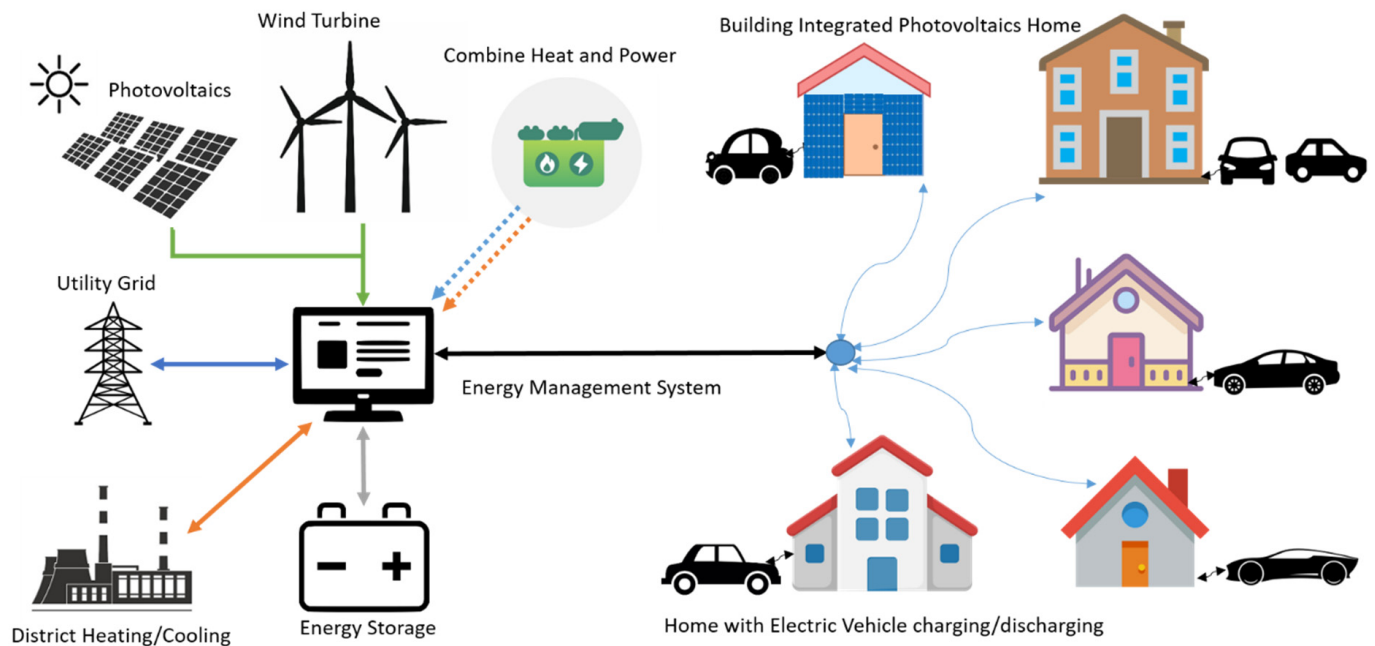 Wind Turbine
Building Integrated Photovoltaics Home
Combine Heat and Power
Photovoltaics
Utility Grid
Energy Management System
Energy Storage
District Heating/Cooling
Home with Electric Vehicle charging/discharging